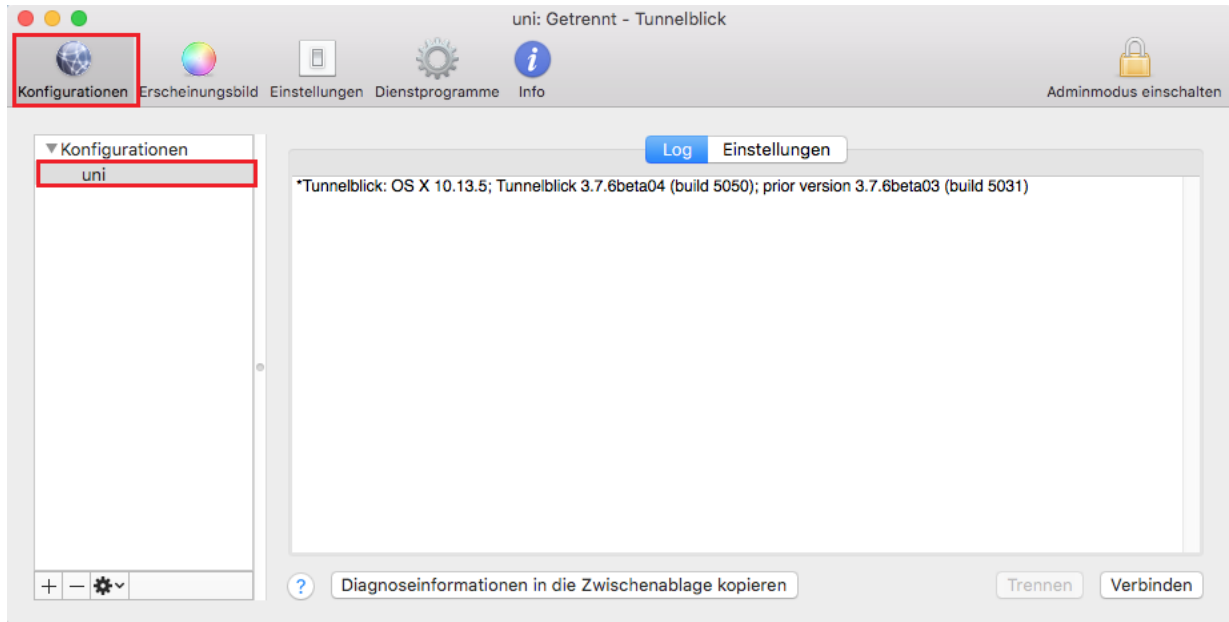 uni: Getrennt - Tunnelblick
Konfigurationen Erscheinungsbild Einstellungen Dienstprogramme Info Adminmodus einschalten
Konfigurationen
uni
Log Einstellungen
*Tunnelblick: OS X 10.13.5; Tunnelblick 3.7.6beta04 (build 5050); prior version 3.7.6beta03 (build 5031)
? Diagnoseinformationen in die Zwischenablage kopieren Trennen Verbinden